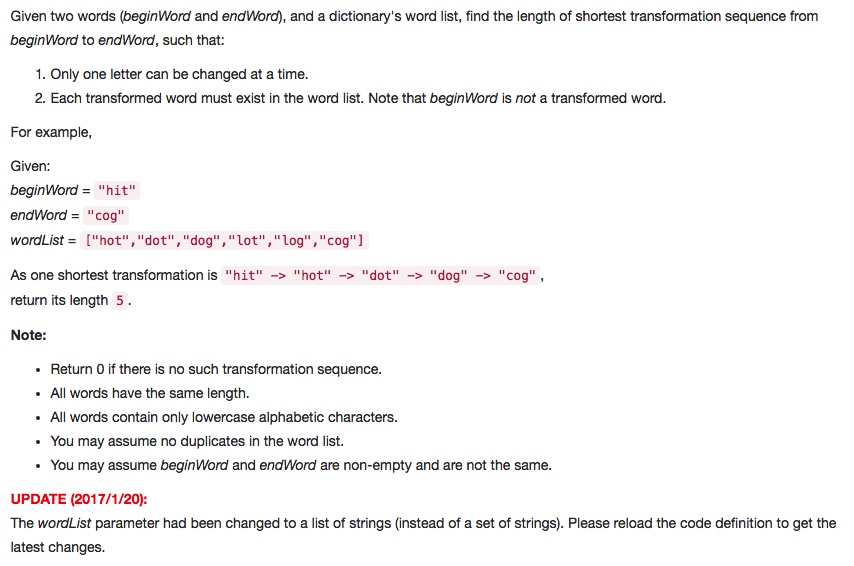 Given two words (beginWord and endWord), and a dictionary's word list, find the length of shortest transformation sequence from
beginWord to endWord, such that:
1. Only one letter can be changed at a time.
2. Each transformed word must exist in the word list. Note that beginWord is not a transformed word.
For example,
Given:
beginWord = "hit"
endWord = "cog"
wordList = ["hot","dot","dog","lot","log","cog"]
As one shortest transformation is "hit" -> "hot" -> "dot" -> "dog" -> "cog",
return its length 5.
Note:
• Return 0 if there is no such transformation sequence.
• All words have the same length.
• All words contain only lowercase alphabetic characters.
• You may assume no duplicates in the word list.
• You may assume beginWord and endWord are non-empty and are not the same.
UPDATE (2017/1/20):
The wordList parameter had been changed to a list of strings (instead of a set of strings). Please reload the code definition to get the
latest changes.